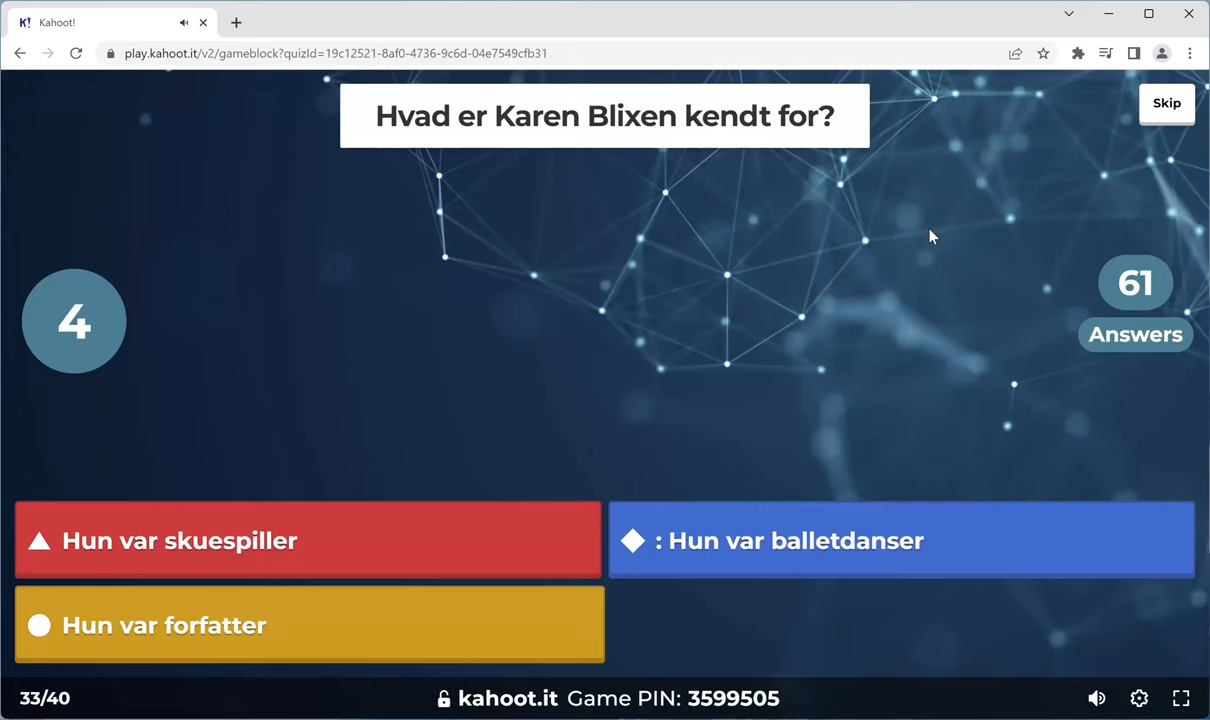 K! Kahoot!
play.kahoot.it/v2/gameblock?quizId=19c12521-8af0-4736-9c6d-04e7549cfb31
Hvad er Karen Blixen kendt for?
Skip
4
61
Answers
Hun var skuespiller
: Hun var balletdanser
Hun var forfatter
33/40
kahoot.it Game PIN: 3599505